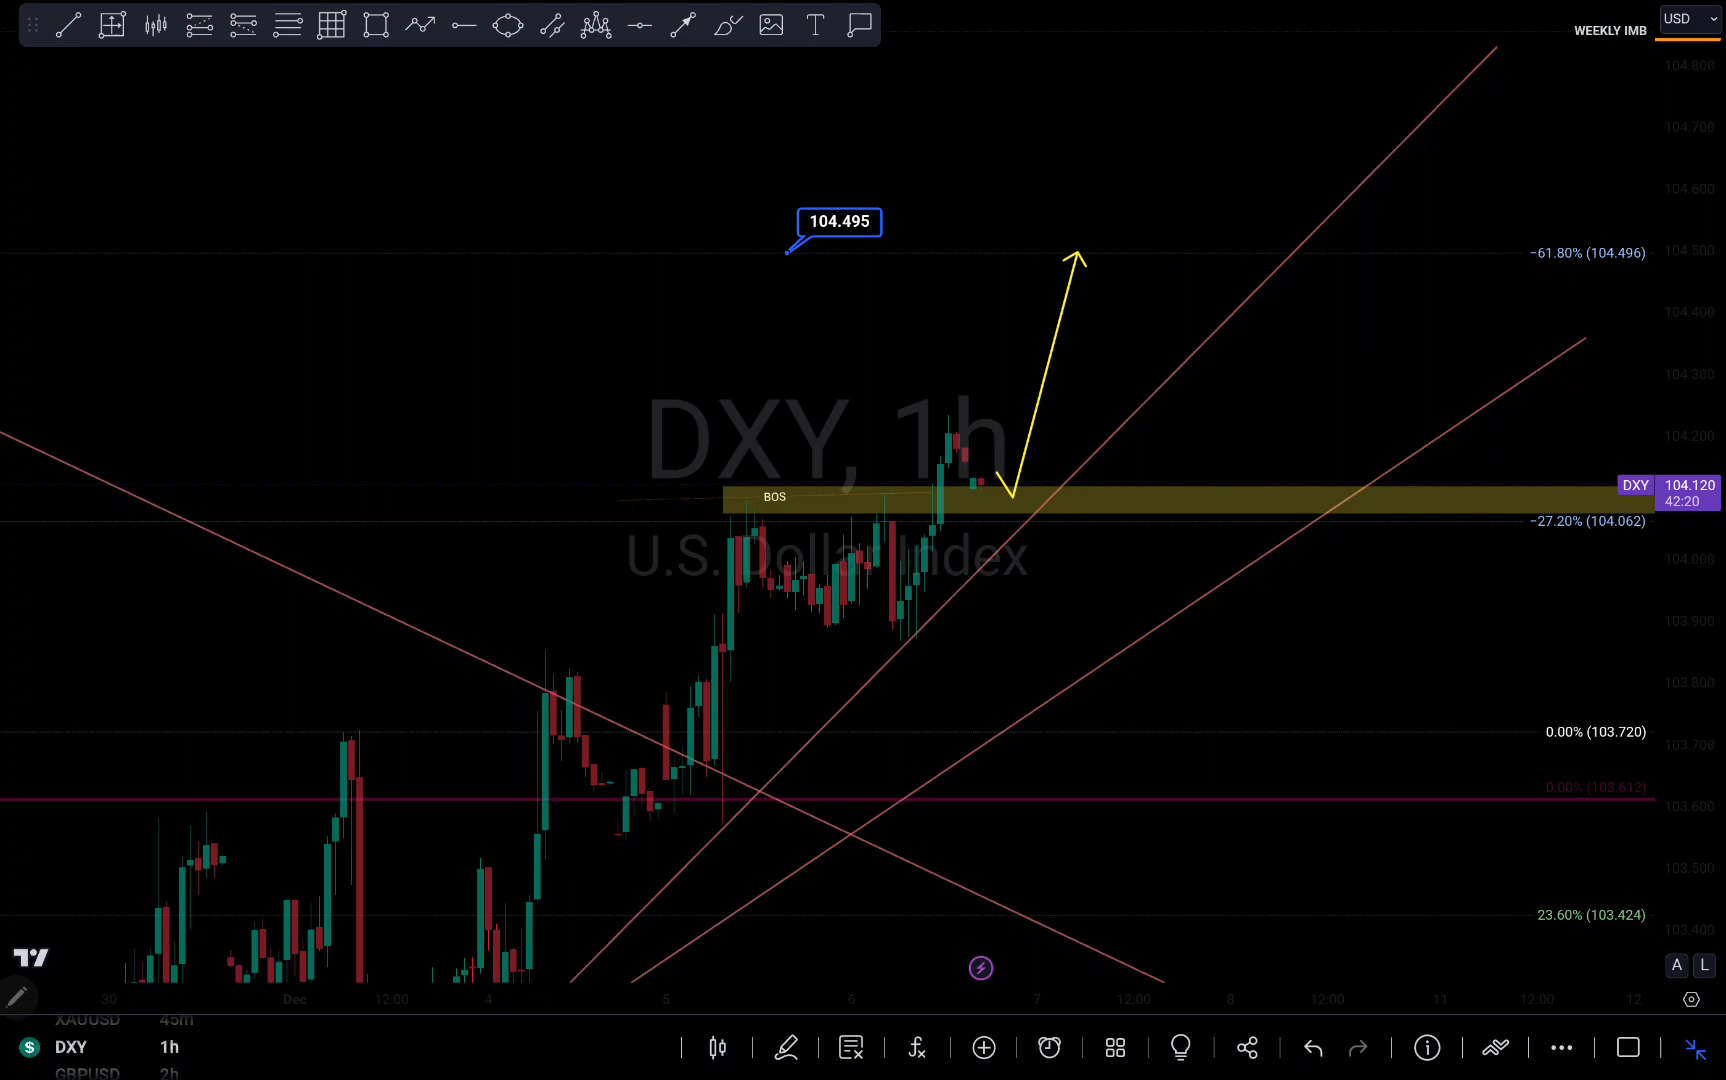 USD
WEEKLY IMB
104.800
104.700
104.600
104.495
104.500
−61.80% (104.496)
104.400
104.300
DXY, 1h
104.200
DXY
104.120
42:20
BOS
−27.20% (104.062)
U.S. Dollar Index
104.000
103.900
103.800
0.00% (103.720)
103.700
0.00% (103.612)
103.600
103.500
23.60% (103.424)
103.400
A L
30 Dec 12:00 4 5 6 7 12:00 8 12:00 11 12:00 12
XAUUSD 45m
DXY 1h
GBPUSD 2h